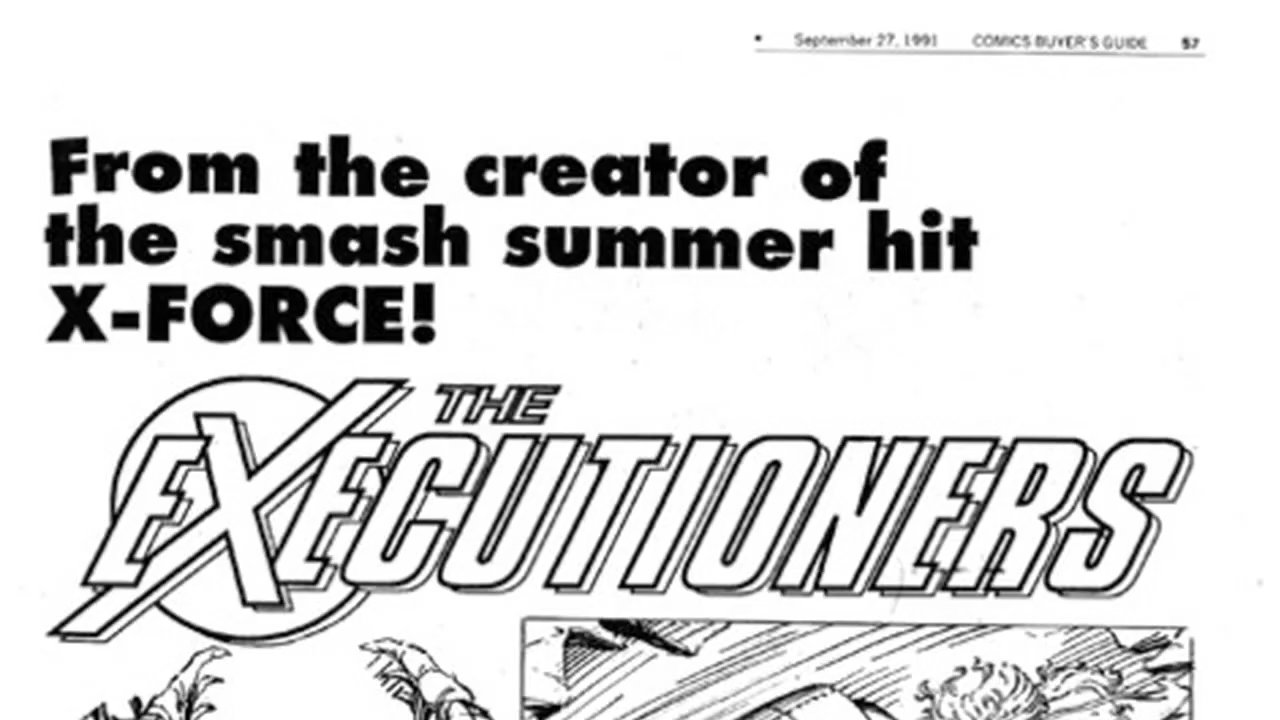 • September 27, 1991 COMICS BUYER'S GUIDE 57
From the creator of
the smash summer hit
X-FORCE!
THE
EXECUTIONERS